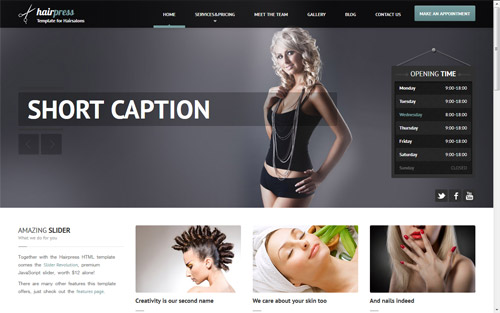 hairpress
Template for Hairsalons
HOME
SERVICES&PRICING
MEET THE TEAM
GALLERY
BLOG
CONTACT US
MAKE AN APPOINTMENT
SHORT CAPTION
OPENING TIME
Monday 9:00-18:00
Tuesday 9:00-18:00
Wednesday 8:00-18:00
Thursday 9:00-18:00
Friday 9:00-18:00
Saturday 9:00-18:00
Sunday CLOSED
AMAZING SLIDER
What we do for you
Together with the Hairpress HTML template
comes the Slider Revolution, premium
JavaScript slider, worth $12 alone!
There are many other features this template
offers, just check out the features page.
Creativity is our second name
We care about your skin too
And nails indeed